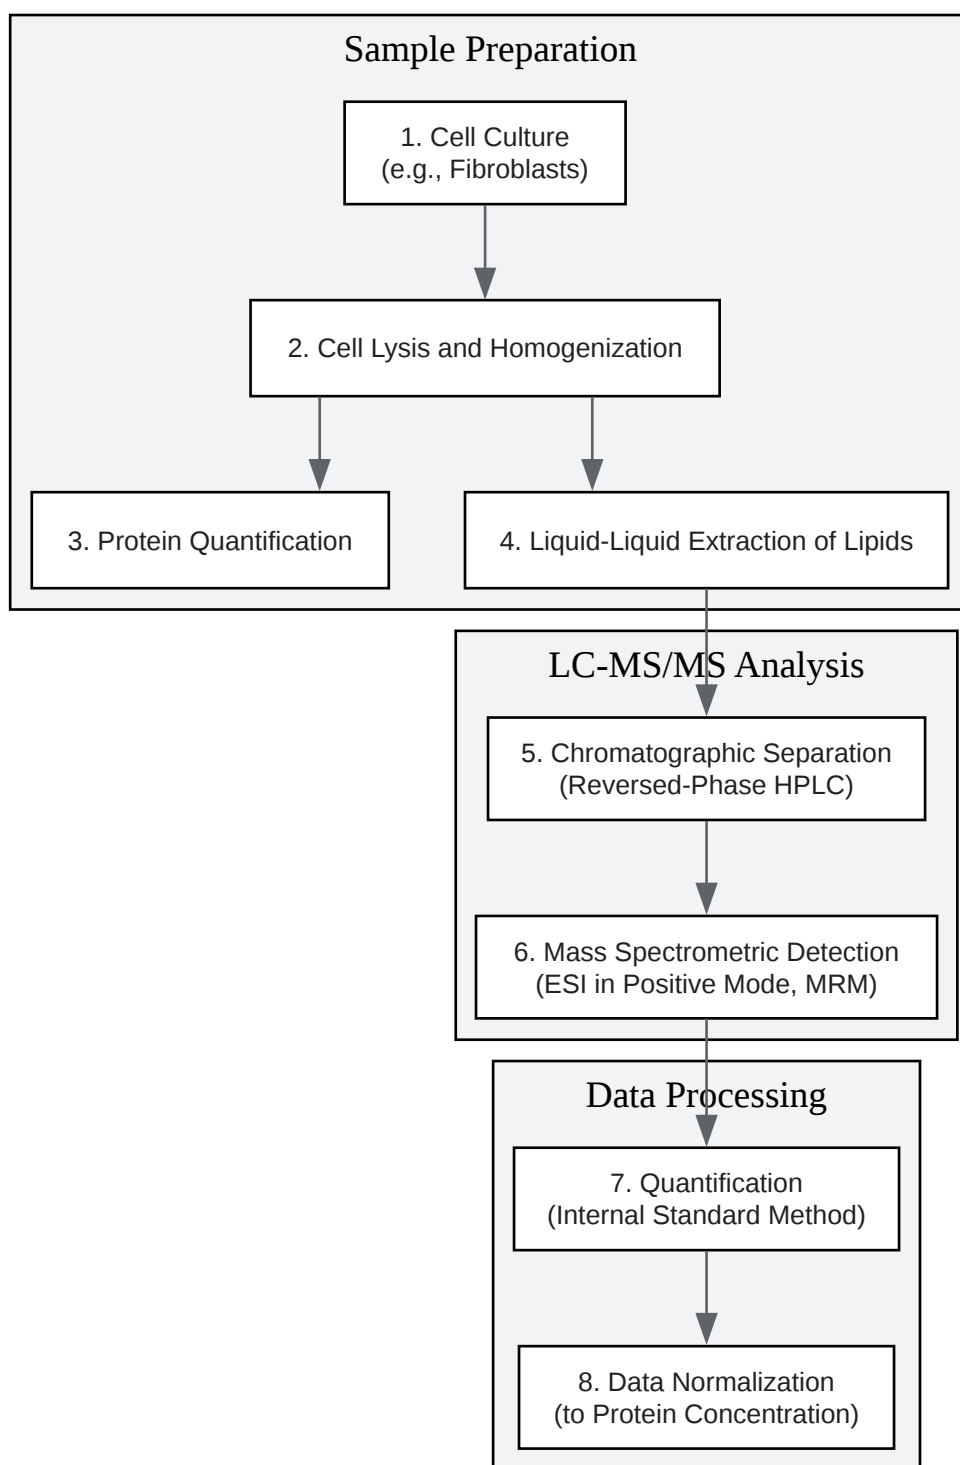 Sample Preparation
1. Cell Culture
(e.g., Fibroblasts)
2. Cell Lysis and Homogenization
3. Protein Quantification
4. Liquid-Liquid Extraction of Lipids
LC-MS/MS Analysis
5. Chromatographic Separation
(Reversed-Phase HPLC)
6. Mass Spectrometric Detection
(ESI in Positive Mode, MRM)
Data Processing
7. Quantification
(Internal Standard Method)
8. Data Normalization
(to Protein Concentration)